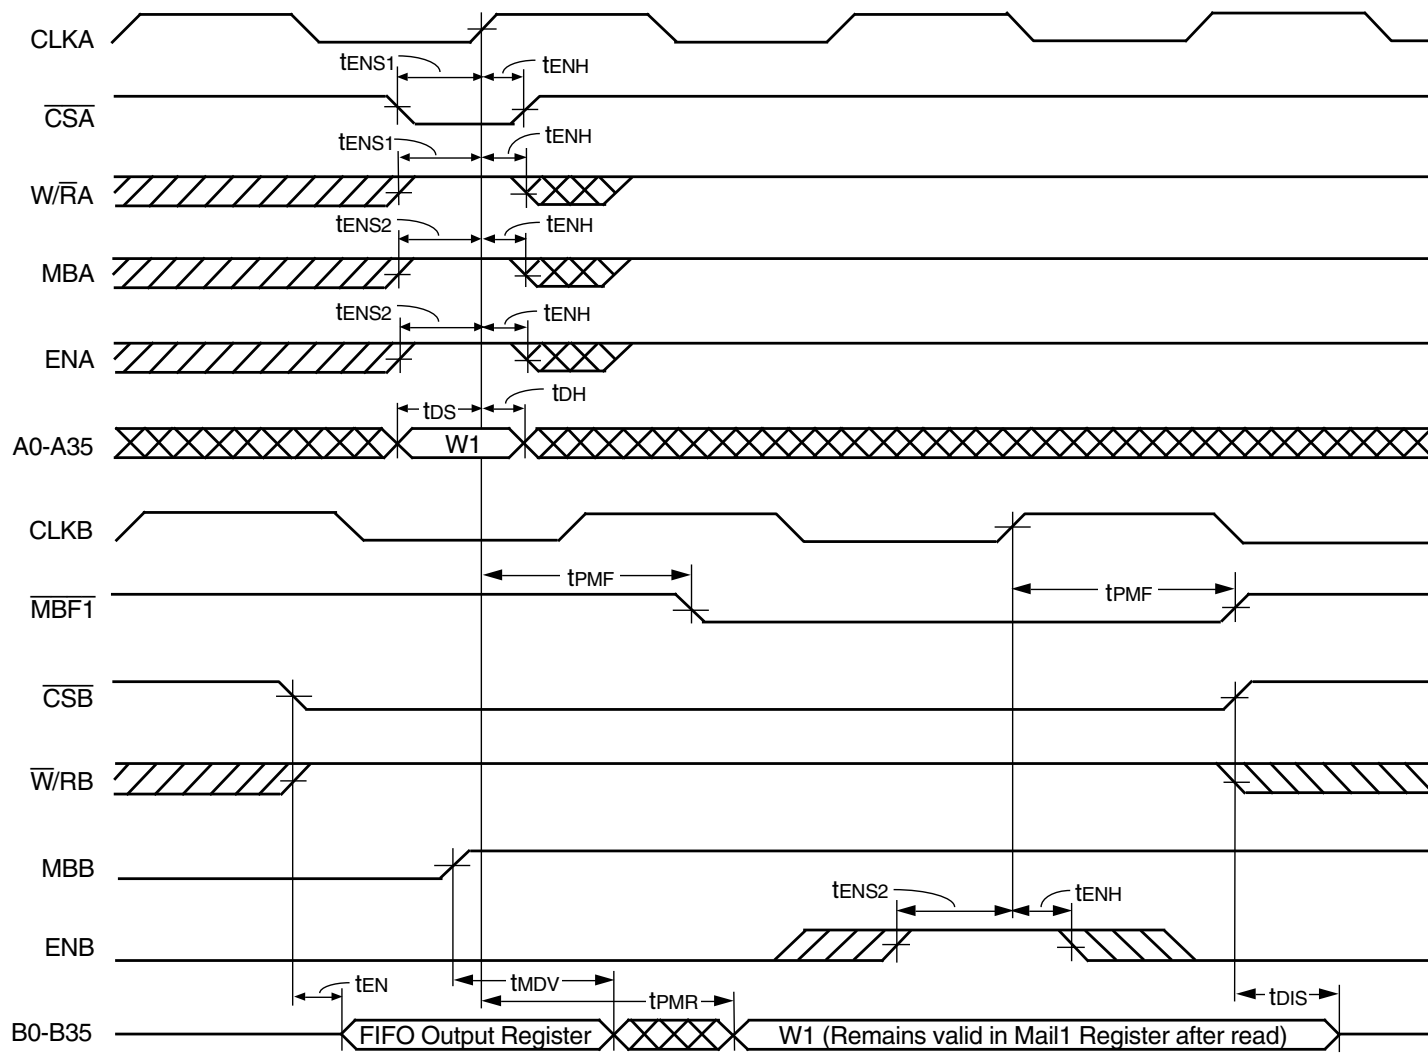 CLKA
tENS1
tENH
CSA
tENS1
tENH
W/RA
tENS2
tENH
MBA
tENS2
tENH
ENA
tDS
tDH
A0-A35
W1
CLKB
tPMF
tPMF
MBF1
CSB
W/RB
MBB
tENS2
tENH
ENB
tEN
tMDV
tPMR
tDIS
B0-B35
FIFO Output Register
W1 (Remains valid in Mail1 Register after read)